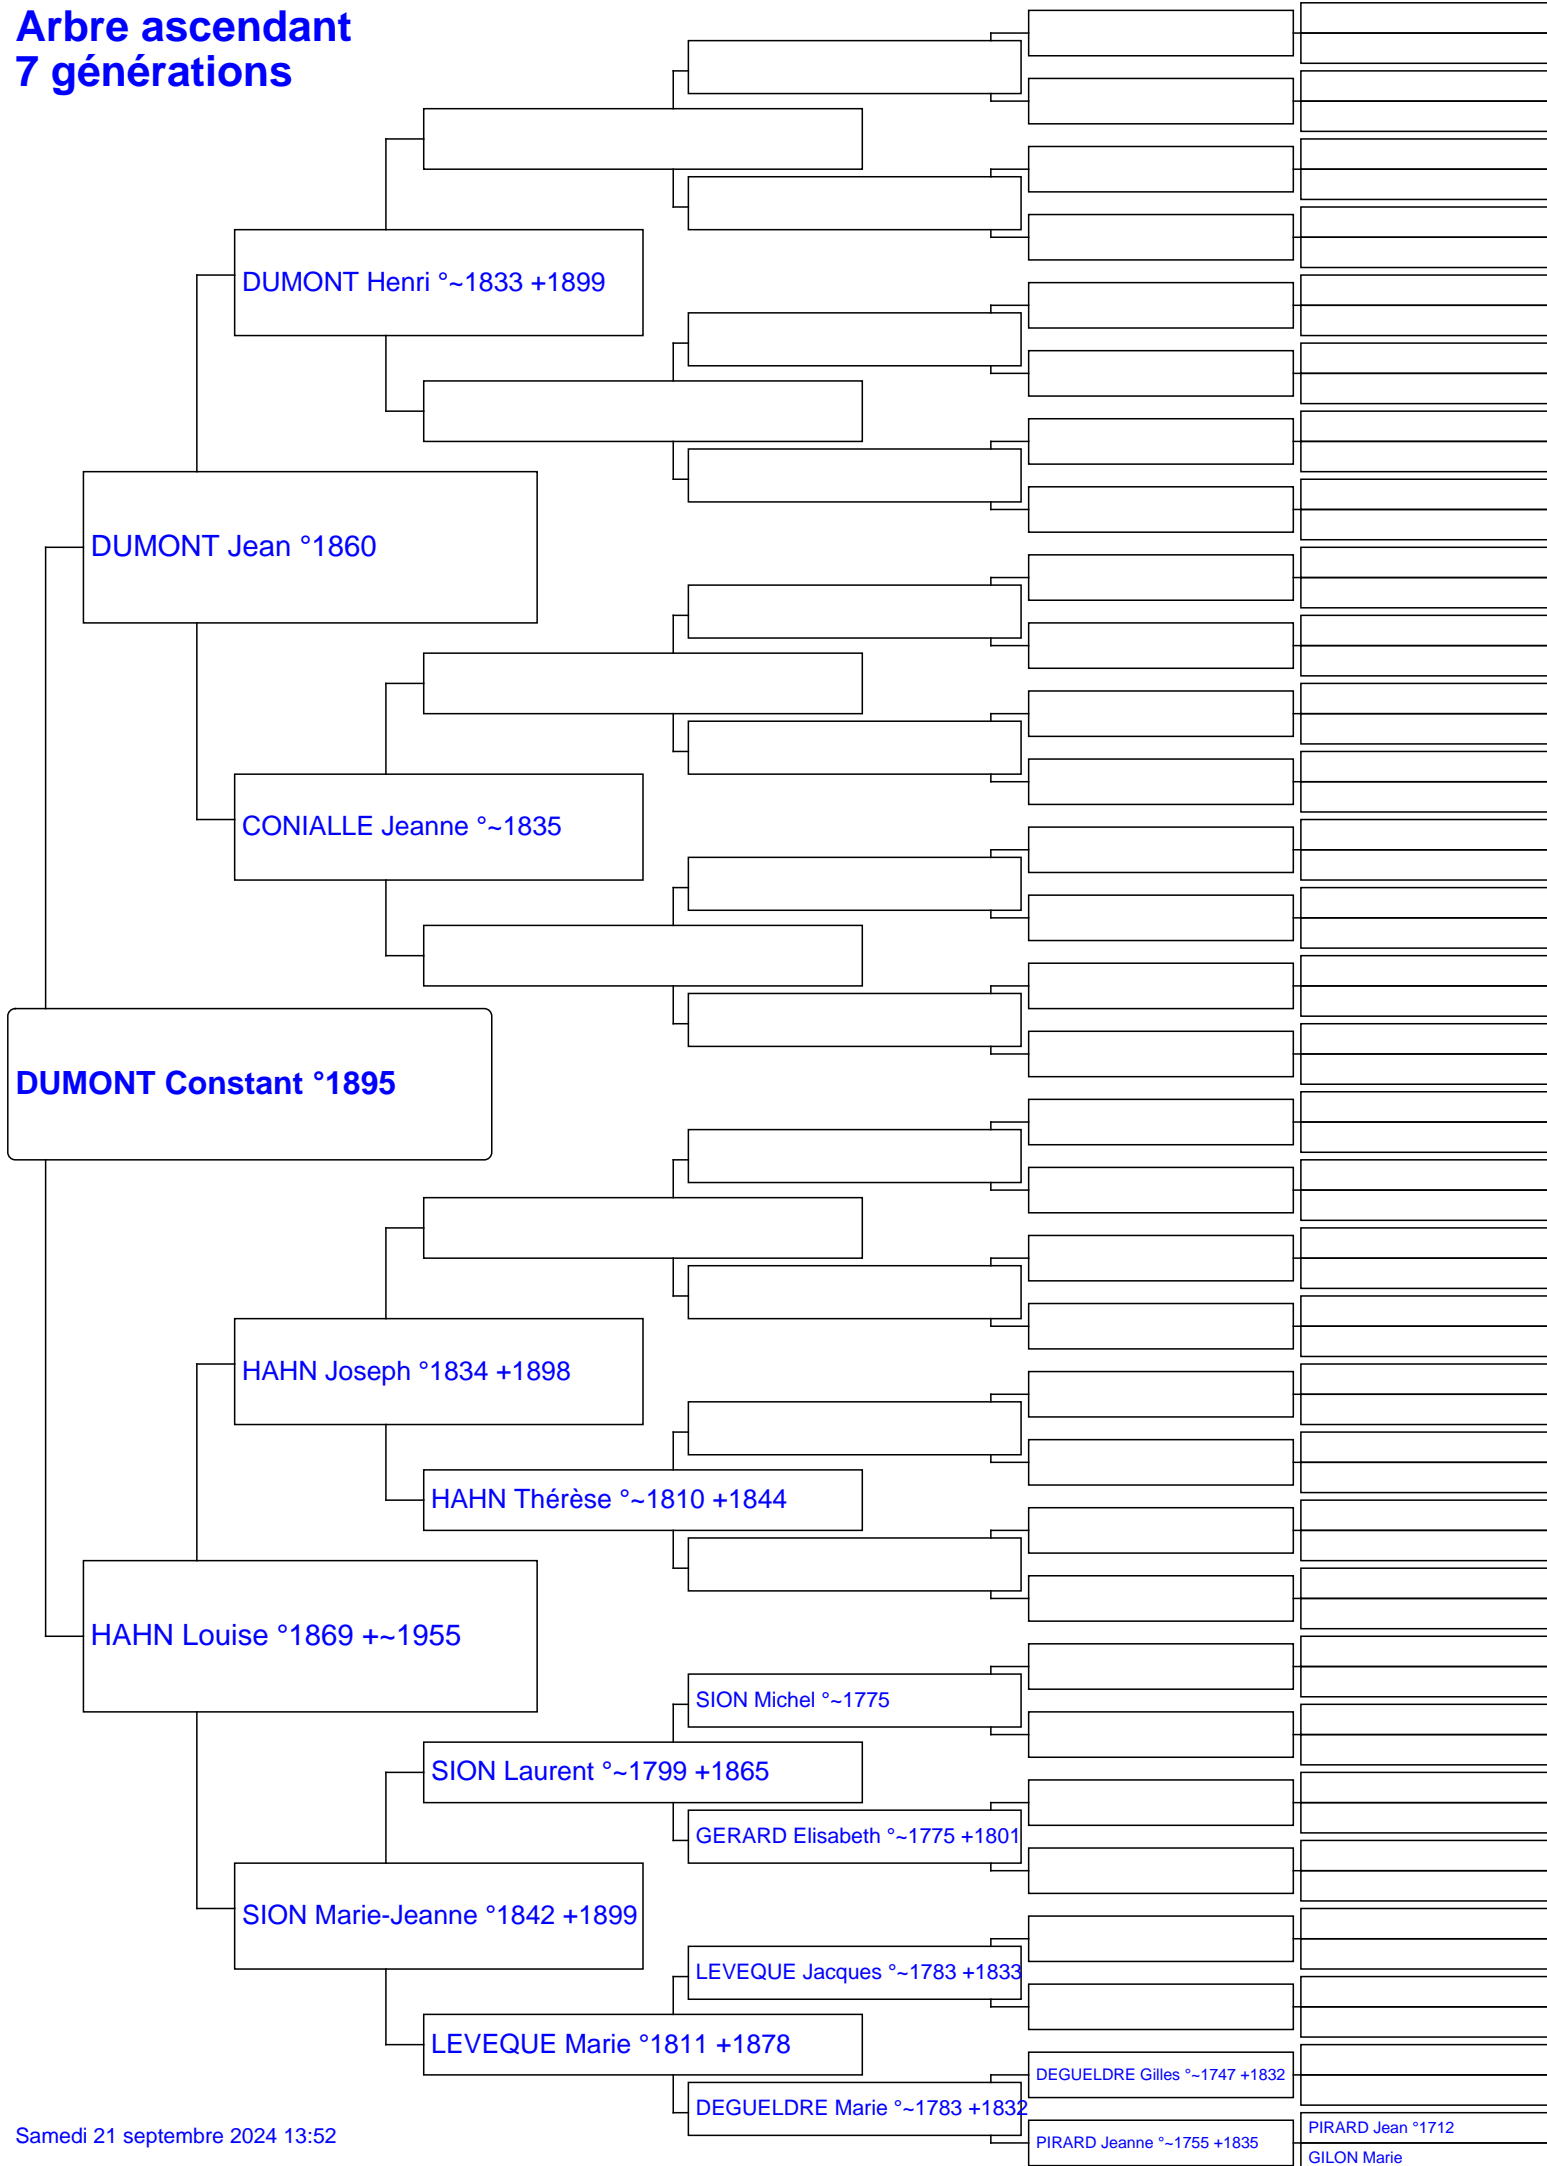 Arbre ascendant
7 générations
DUMONT Henri °~1833 +1899
DUMONT Jean °1860
CONIALLE Jeanne °~1835
DUMONT Constant °1895
HAHN Joseph °1834 +1898
HAHN Thérèse °~1810 +1844
HAHN Louise °1869 +~1955
SION Michel °~1775
SION Laurent °~1799 +1865
GERARD Elisabeth °~1775 +1801
SION Marie-Jeanne °1842 +1899
LEVEQUE Jacques °~1783 +1833
LEVEQUE Marie °1811 +1878
DEGUELDRE Gilles °~1747 +1832
DEGUELDRE Marie °~1783 +1832
PIRARD Jean °1712
PIRARD Jeanne °~1755 +1835
GILON Marie
Samedi 21 septembre 2024 13:52